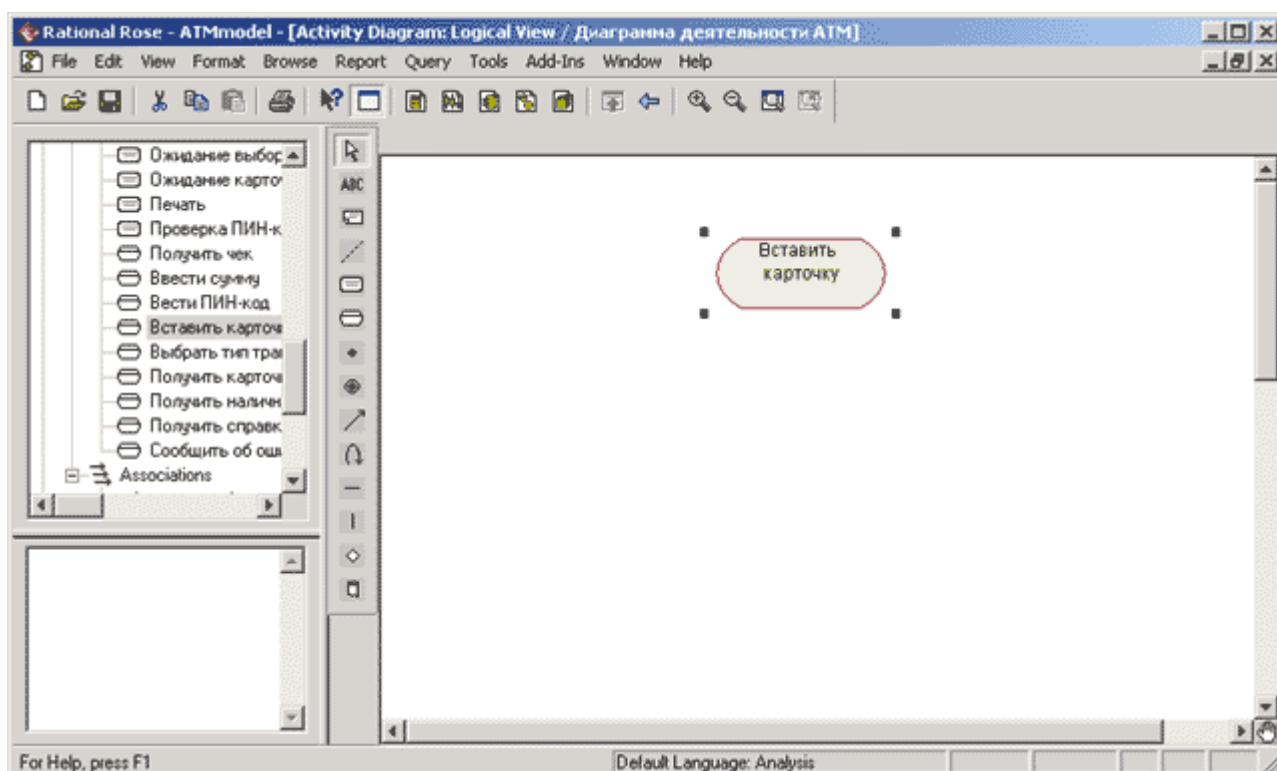 Rational Rose - ATMmodel - [Activity Diagram: Logical View / Диаграмма деятельности ATM]
File Edit View Format Browse Report Query Tools Add-Ins Window Help
Ожидание выбор
Ожидание карто
Печать
Проверка ПИН-к
Получить чек
Ввести сумму
Вести ПИН-код
Вставить карточ
Выбрать тип тра
Получить карточ
Получить наличн
Получить справк
Сообщить об ош
Associations
ABC
Вставить
карточку
For Help, press F1
Default Language: Analysis